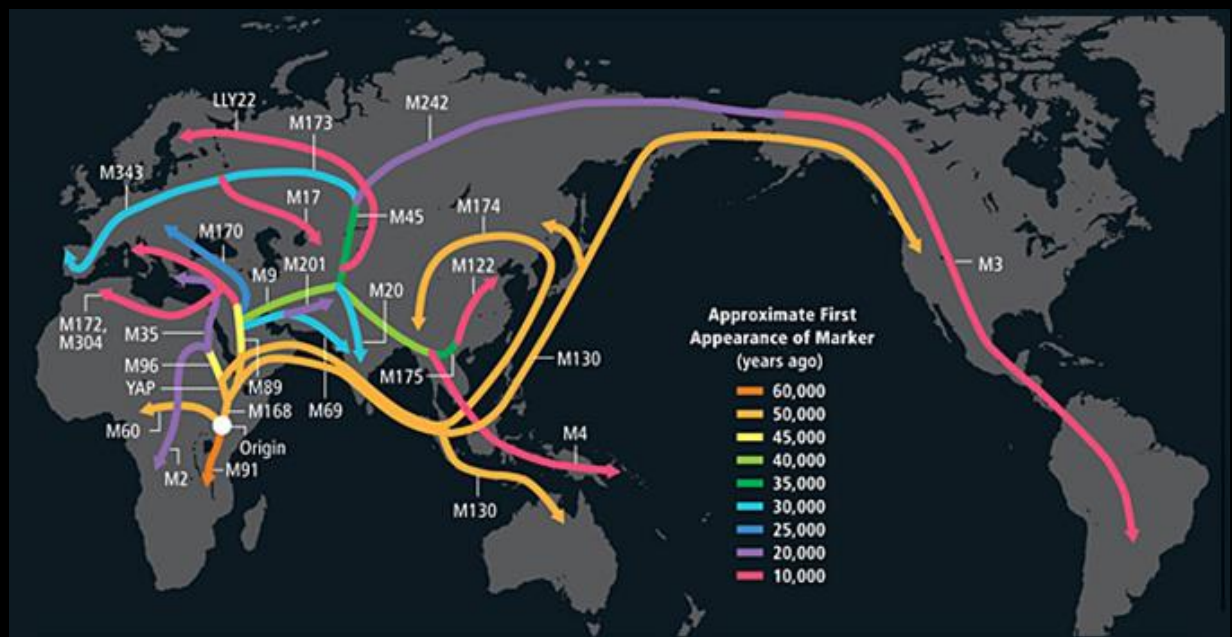 LLY22
M242
M173
M343
M17
M45
M174
M170
M9
M201
M122
M20
M3
M172,
M304
M35
M96
YAP
M89
M168
M69
M175
M130
M60
Origin
M2
M91
M4
M130
Approximate First
Appearance of Marker
(years ago)
60,000
50,000
45,000
40,000
35,000
30,000
25,000
20,000
10,000